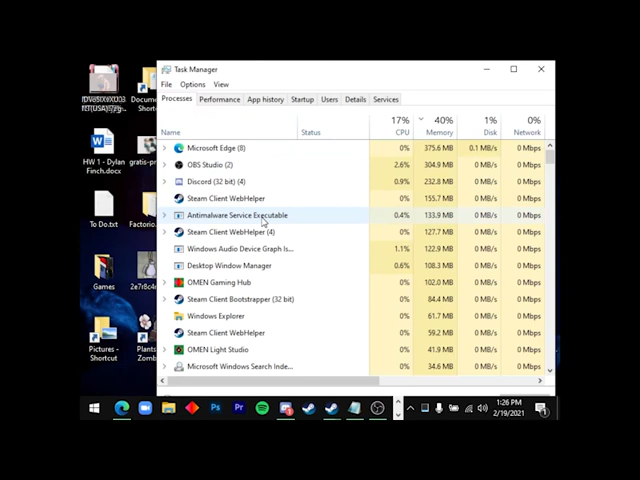 Task Manager
File Options View
Processes Performance App history Startup Users Details Services
17% 40% 1% 0%
Name Status CPU Memory Disk Network
Microsoft Edge (8) 0% 375.6 MB 0.1 MB/s 0 Mbps
OBS Studio (2) 2.6% 304.9 MB 0 MB/s 0 Mbps
Discord (32 bit) (4) 0.9% 232.8 MB 0 MB/s 0 Mbps
Steam Client WebHelper 0% 155.7 MB 0 MB/s 0 Mbps
Antimalware Service Executable 0.4% 133.9 MB 0 MB/s 0 Mbps
Steam Client WebHelper (4) 0% 127.7 MB 0 MB/s 0 Mbps
Windows Audio Device Graph Is... 1.1% 122.9 MB 0 MB/s 0 Mbps
Desktop Window Manager 0.6% 108.3 MB 0 MB/s 0 Mbps
OMEN Gaming Hub 0% 102.0 MB 0 MB/s 0 Mbps
Steam Client Bootstrapper (32 bit) 0% 84.4 MB 0 MB/s 0 Mbps
Windows Explorer 0% 61.7 MB 0 MB/s 0 Mbps
Steam Client WebHelper 0% 59.2 MB 0 MB/s 0 Mbps
OMEN Light Studio 0% 41.9 MB 0 MB/s 0 Mbps
Microsoft Windows Search Inde... 0% 34.6 MB 0 MB/s 0 Mbps
HW 1 - Dylan
Finch.docx
gratis-pr
To Do.txt
Factorio
Games
2e7r8c4
Pictures -
Shortcut
Plants
Zomb
Docum
Short
Ps
Pr
1:26 PM
2/19/2021